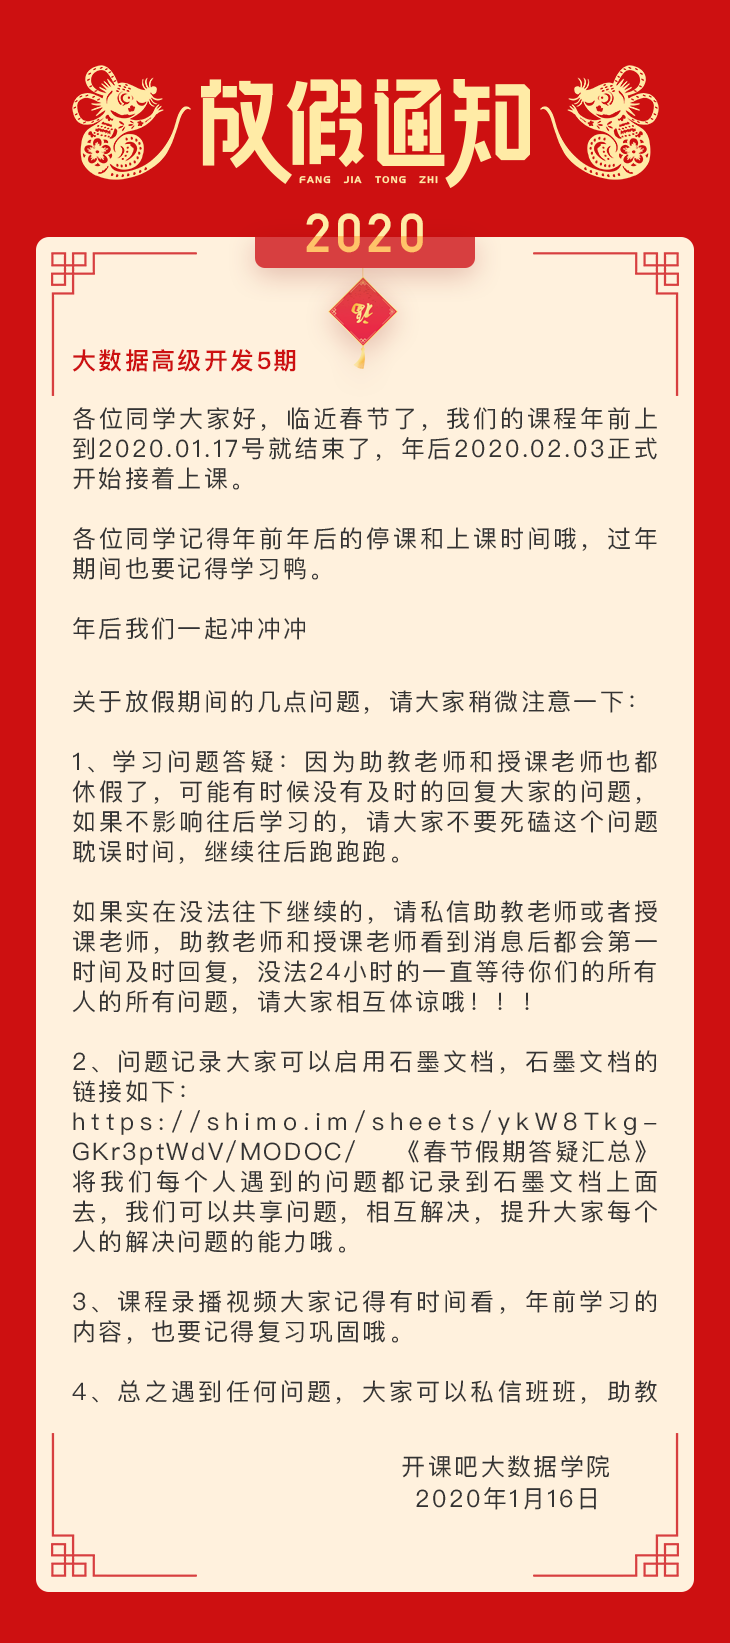 放假通知
FANG JIA TONG ZHI
2020
福
大数据高级开发5期
各位同学大家好，临近春节了，我们的课程年前上
到2020.01.17号就结束了，年后2020.02.03正式
开始接着上课。
各位同学记得年前年后的停课和上课时间哦，过年
期间也要记得学习鸭。
年后我们一起冲冲冲
关于放假期间的几点问题，请大家稍微注意一下：
1、学习问题答疑：因为助教老师和授课老师也都
休假了，可能有时候没有及时的回复大家的问题，
如果不影响往后学习的，请大家不要死磕这个问题
耽误时间，继续往后跑跑跑。
如果实在没法往下继续的，请私信助教老师或者授
课老师，助教老师和授课老师看到消息后都会第一
时间及时回复，没法24小时的一直等待你们的所有
人的所有问题，请大家相互体谅哦！！！
2、问题记录大家可以启用石墨文档，石墨文档的
链接如下：
https://shimo.im/sheets/ykW8Tkg-
GKr3ptWdV/MODOC/ 《春节假期答疑汇总》
将我们每个人遇到的问题都记录到石墨文档上面
去，我们可以共享问题，相互解决，提升大家每个
人的解决问题的能力哦。
3、课程录播视频大家记得有时间看，年前学习的
内容，也要记得复习巩固哦。
4、总之遇到任何问题，大家可以私信班班，助教
开课吧大数据学院
2020年1月16日